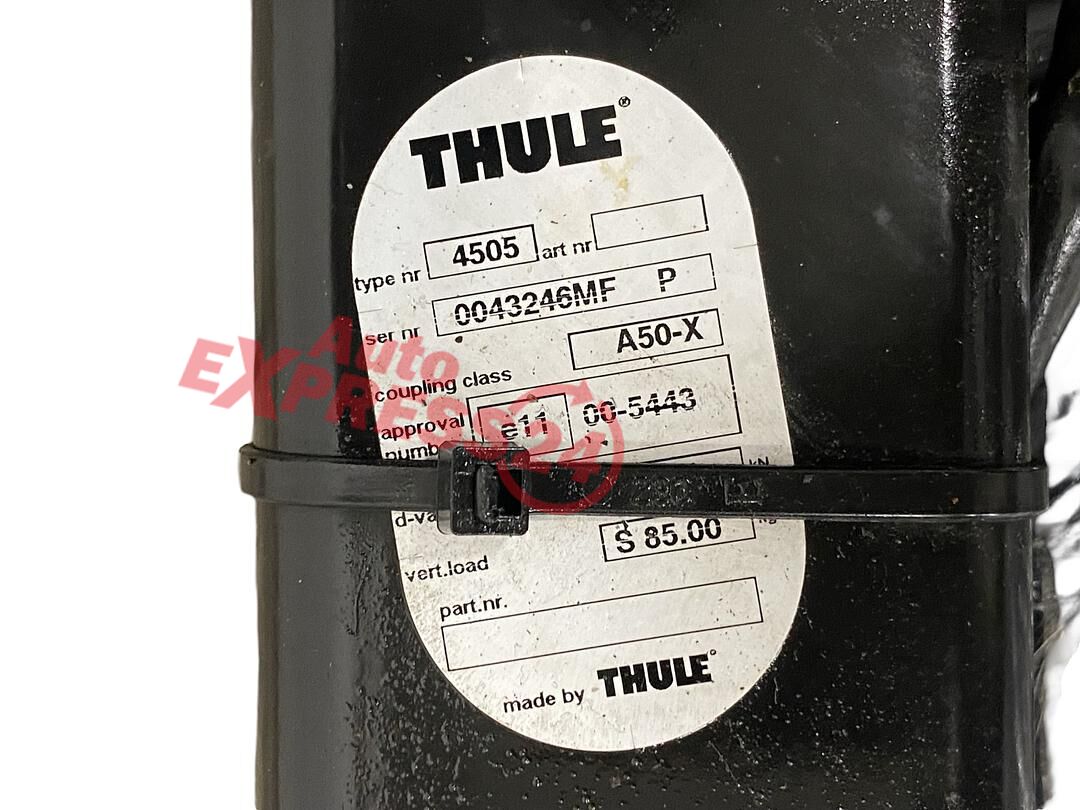 THULE®
type nr 4505 art nr
ser nr 0043246MF P
coupling class A50-X
approval e11 00-5443
kN
vert.load S 85.00
part.nr.
made by THULE
Auto
EXPRESS24